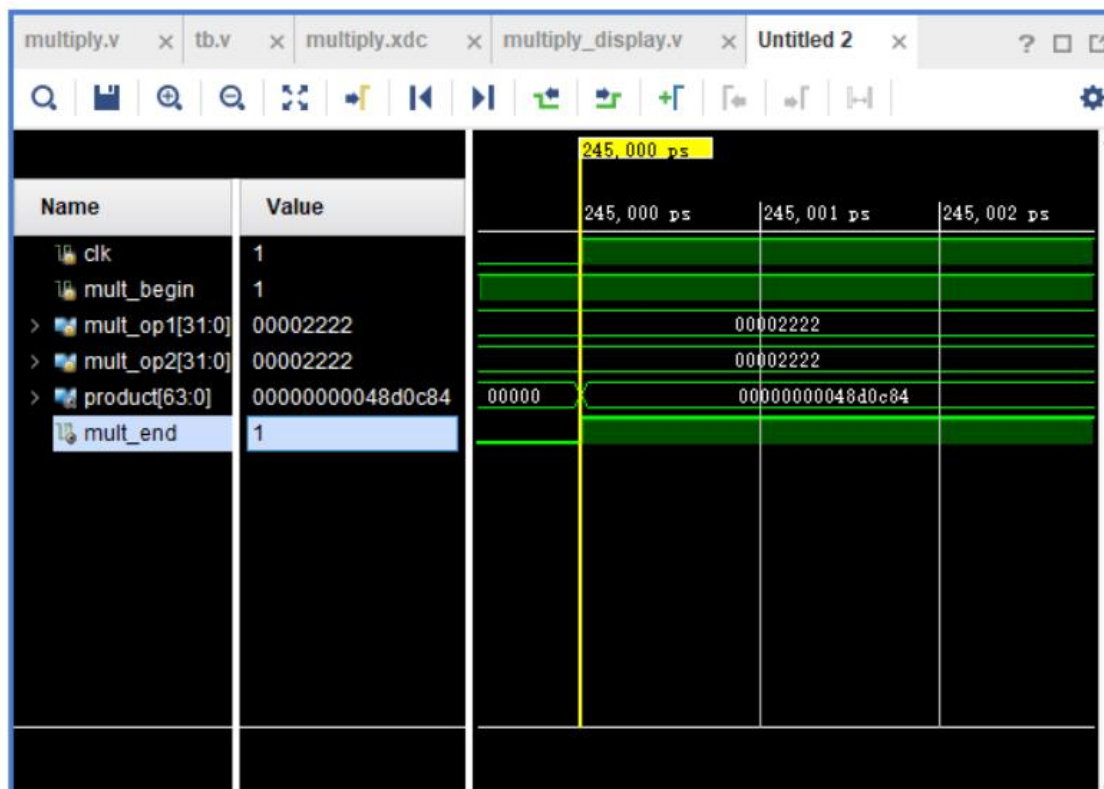 multiply.v × tb.v × multiply.xdc × multiply_display.v × Untitled 2 × ?
245,000 ps
Name Value 245,000 ps 245,001 ps 245,002 ps
clk 1
mult_begin 1
mult_op1[31:0] 00002222 00002222
mult_op2[31:0] 00002222 00002222
product[63:0] 00000000048d0c84 00000 00000000048d0c84
mult_end 1